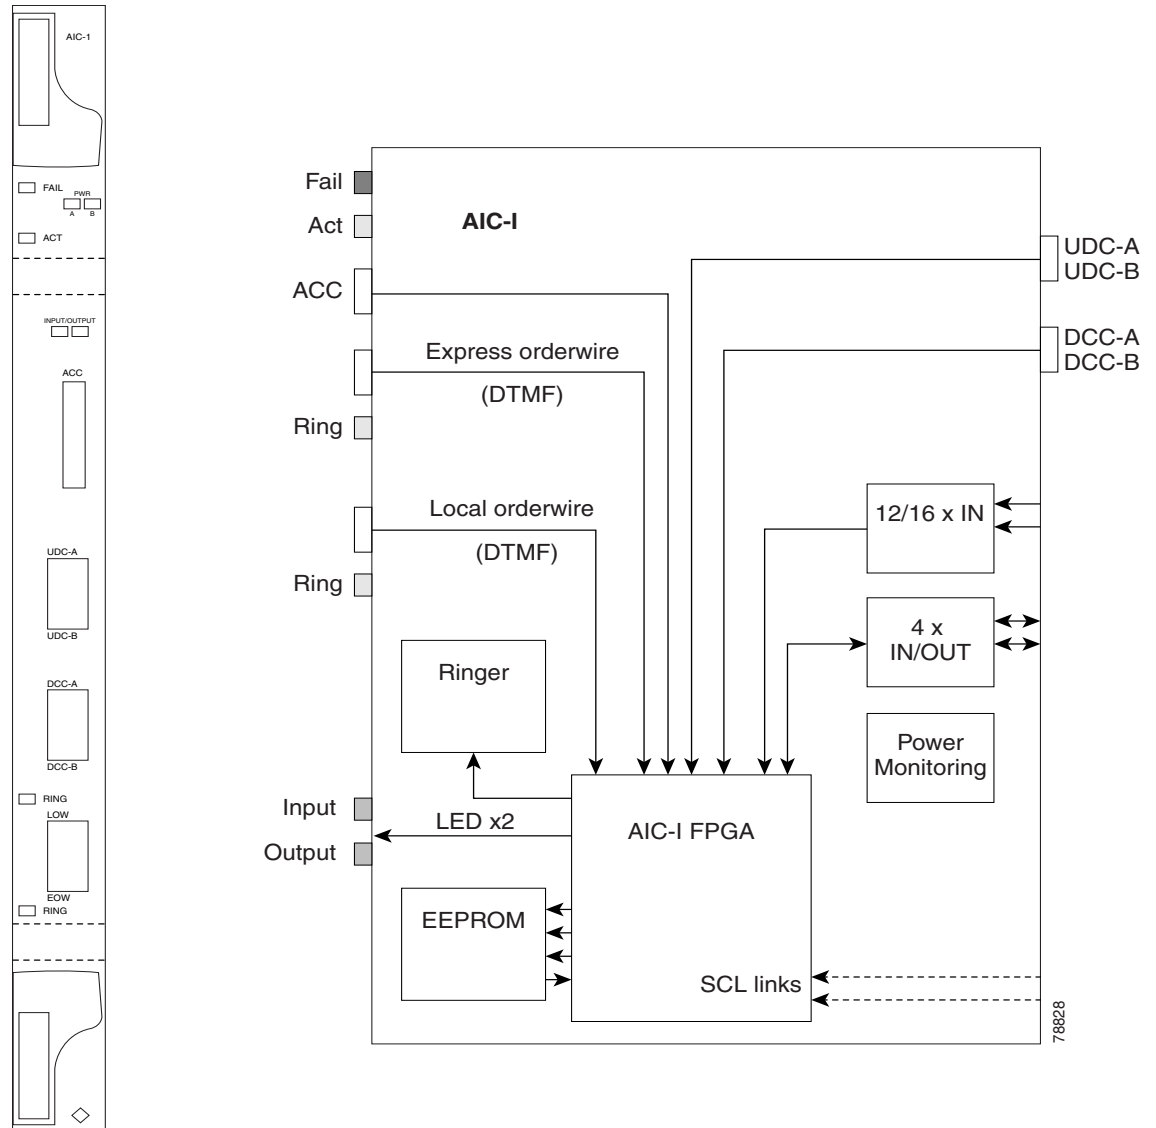 AIC-1
FAIL
PWR
A B
ACT
INPUT/OUTPUT
ACC
UDC-A
UDC-B
DCC-A
DCC-B
RING
LOW
EOW
RING
Fail
Act
AIC-I
UDC-A
UDC-B
ACC
DCC-A
DCC-B
Express orderwire
(DTMF)
Ring
Local orderwire
(DTMF)
12/16 x IN
Ring
4 x
IN/OUT
Ringer
Power
Monitoring
Input
LED x2
AIC-I FPGA
Output
EEPROM
SCL links
78828